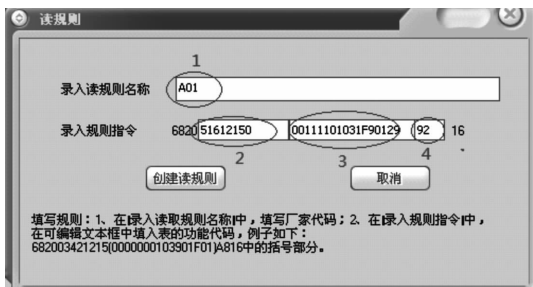 读规则
1
录入读规则名称 A01
录入规则指令 6820 51612150 00111101031F90129 92 16
2 3 4
创建读规则 取消
填写规则：1、在[录入读取规则名称]中，填写厂家代码；2、在[录入规则指令]中，
在可编辑文本框中填入表的功能代码，例子如下：
682003421215(0000000103901F01)A816中的括号部分。